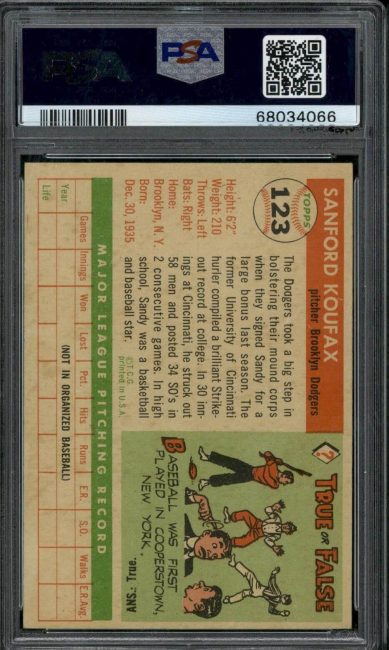 PSA
PSA
68034066
SANFORD KOUFAX
pitcher Brooklyn Dodgers
TOPPS
123
Height: 6'2"
Weight: 210
Throws: Left
Bats: Right
Home:
Brooklyn, N. Y.
Born:
Dec. 30, 1935
The Dodgers took a big step in
bolstering their mound corps
when they signed Sandy for a
large bonus last season. The
former University of Cincinnati
hurler compiled a brilliant Strike-
out record at college. In 30 inn-
ings at Cincinnati, he struck out
58 men and posted 34 SO's in
2 consecutive games. In high
school, Sandy was a basketball
and baseball star.
©T.C.G.
printed in U.S.A.
?
TRUE OR FALSE
BASEBALL WAS FIRST
PLAYED IN COOPERSTOWN,
NEW YORK.
ANS. True.
MAJOR LEAGUE PITCHING RECORD
Games Innings Won Lost Pct. Hits Runs E.R. S.O. Walks E.R.Avg
Year
(NOT IN ORGANIZED BASEBALL)
Life